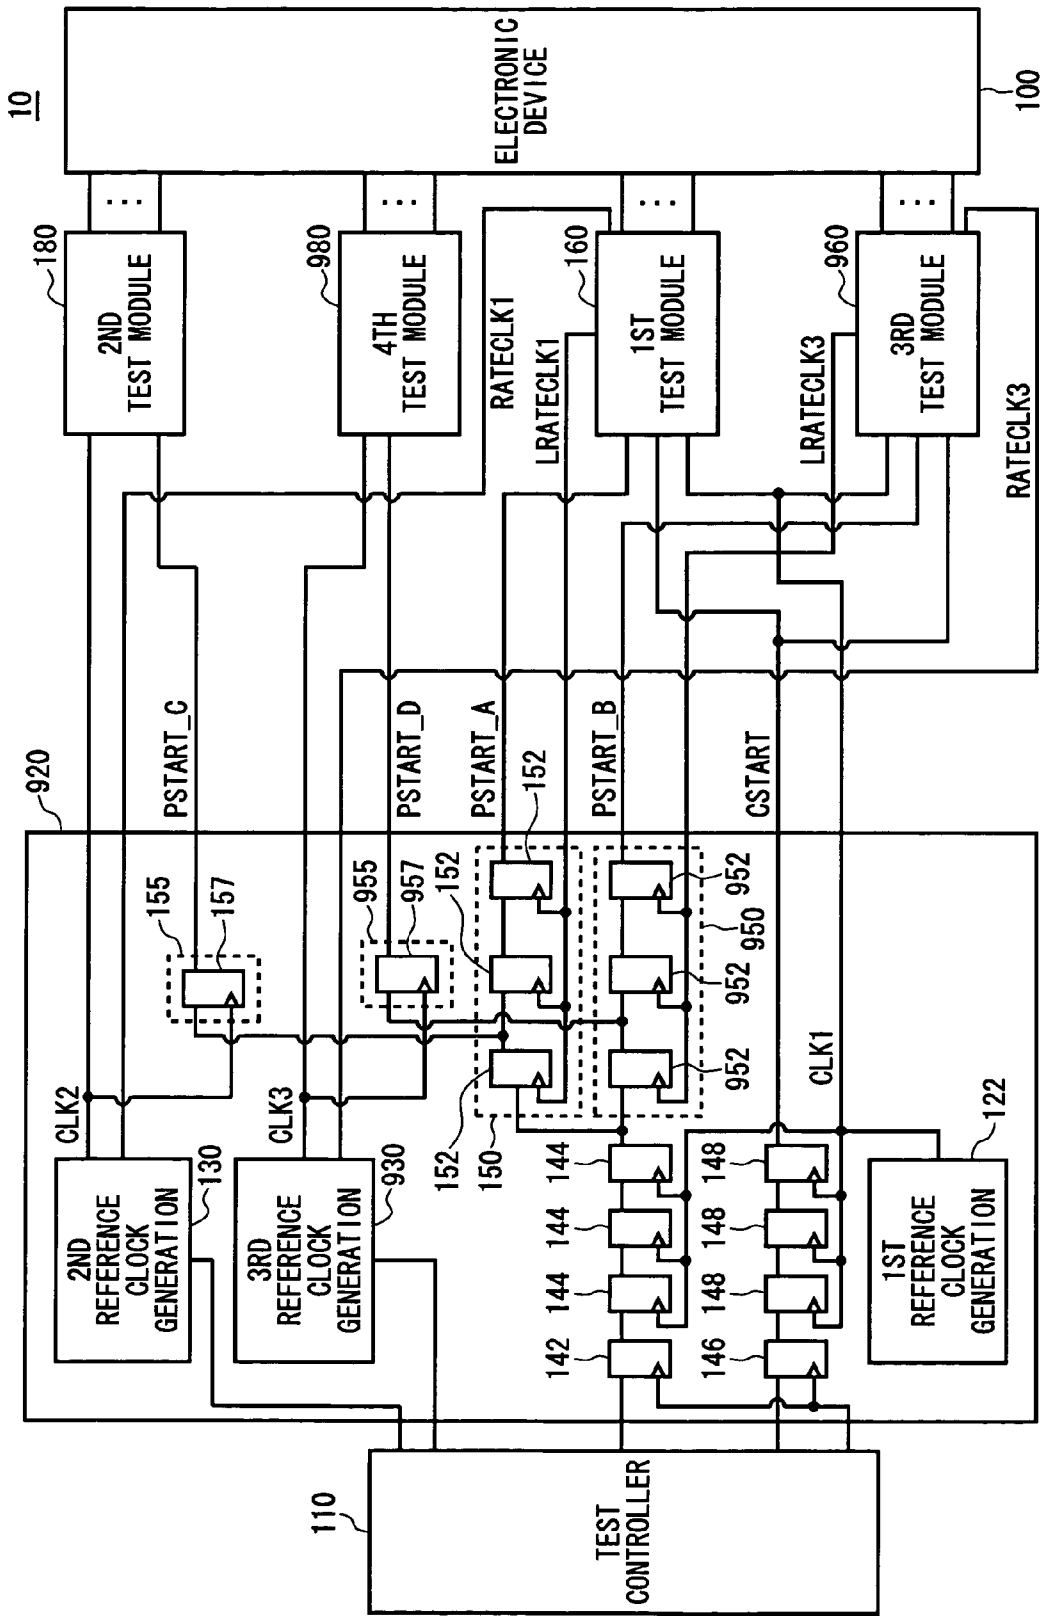 10
ELECTRONIC
DEVICE
100
...
...
...
...
180
2ND
TEST MODULE
980
4TH
TEST MODULE
160
1ST
TEST MODULE
960
3RD
TEST MODULE
RATECLK1
LRATECLK1
LRATECLK3
RATECLK3
920
PSTART_C
PSTART_D
PSTART_A
PSTART_B
CSTART
CLK1
155
157
955
957
152
152
152
150
952
952
952
950
CLK2
CLK3
2ND
REFERENCE
CLOCK
GENERATION
130
3RD
REFERENCE
CLOCK
GENERATION
930
144
144
144
142
148
148
148
146
1ST
REFERENCE
CLOCK
GENERATION
122
110
TEST
CONTROLLER